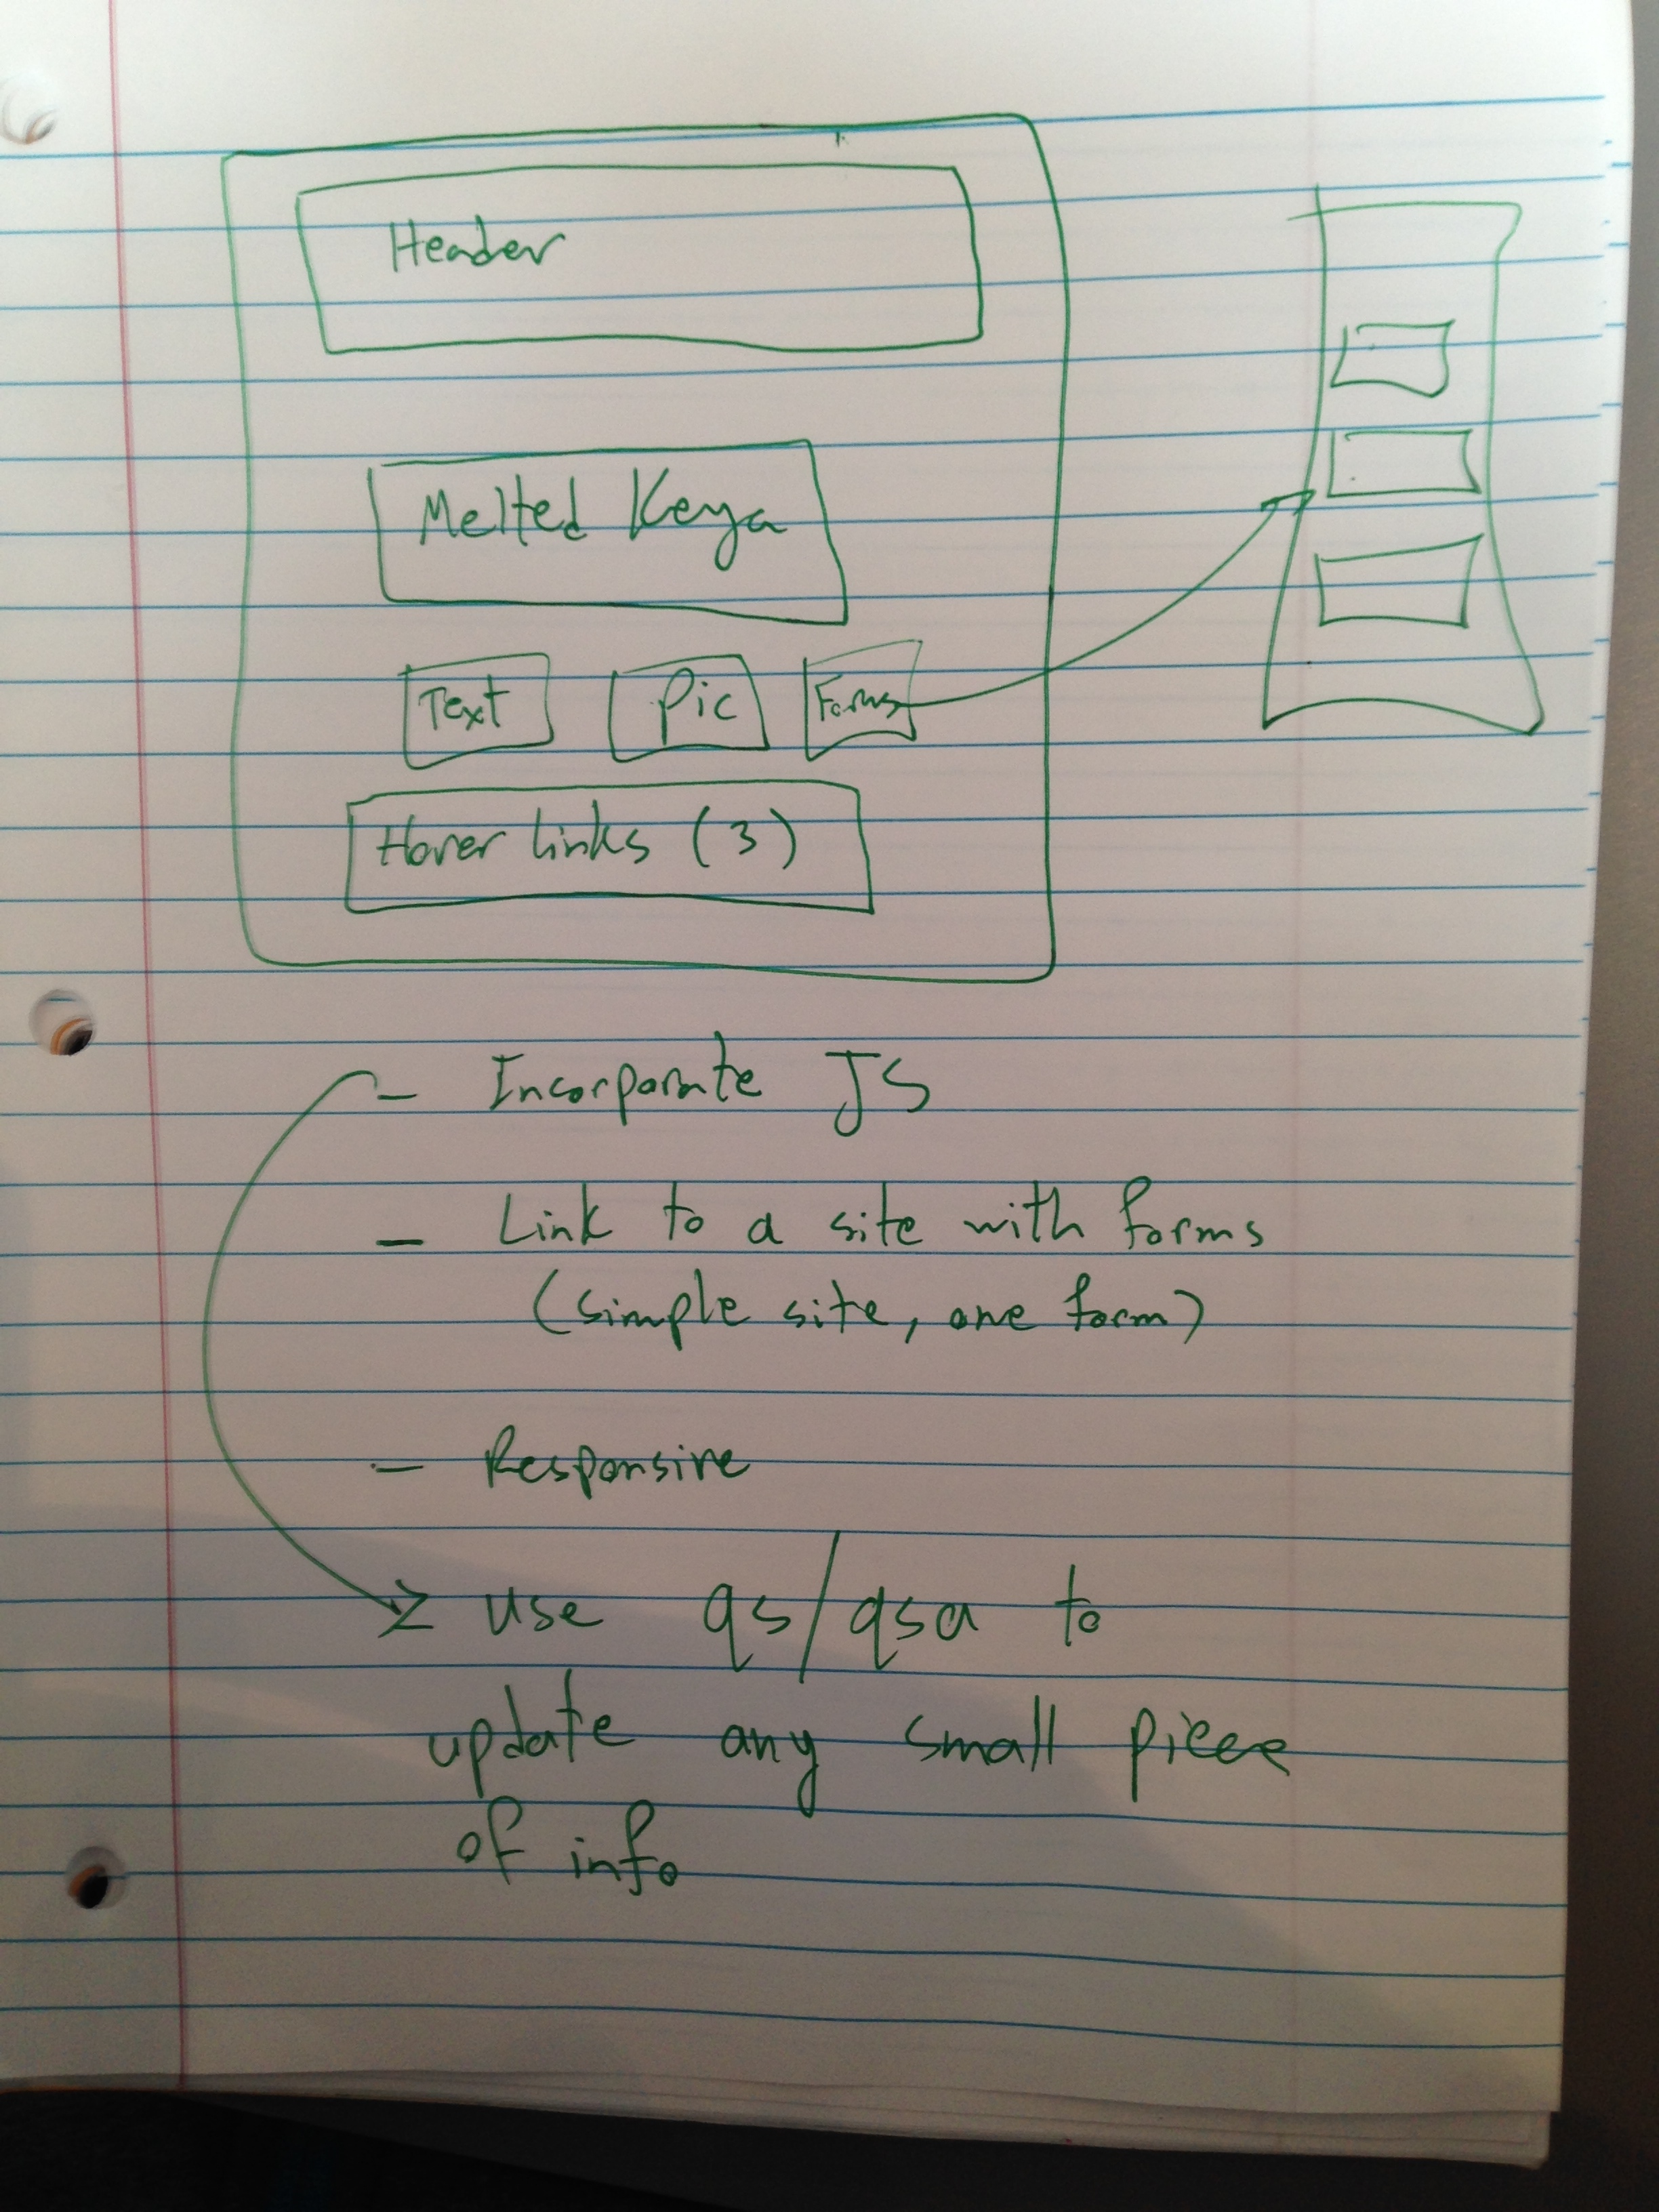 Header
Melted Keya
Text Pic Forms
Hover links (3)
- Incorporate JS
- Link to a site with forms
(simple site, one form)
- Responsive
use qs/qsa to
update any small piece
of info